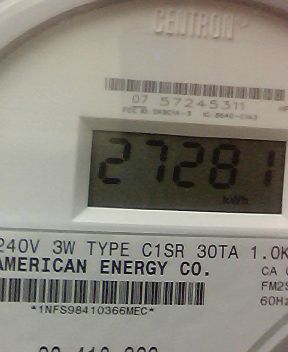 CENTRON
07 57245311
27281
kWh
240V 3W TYPE C1SR 30TA 1.0K
AMERICAN ENERGY CO.
CA
FM2S
60Hz
*1NFS98410366MEC*